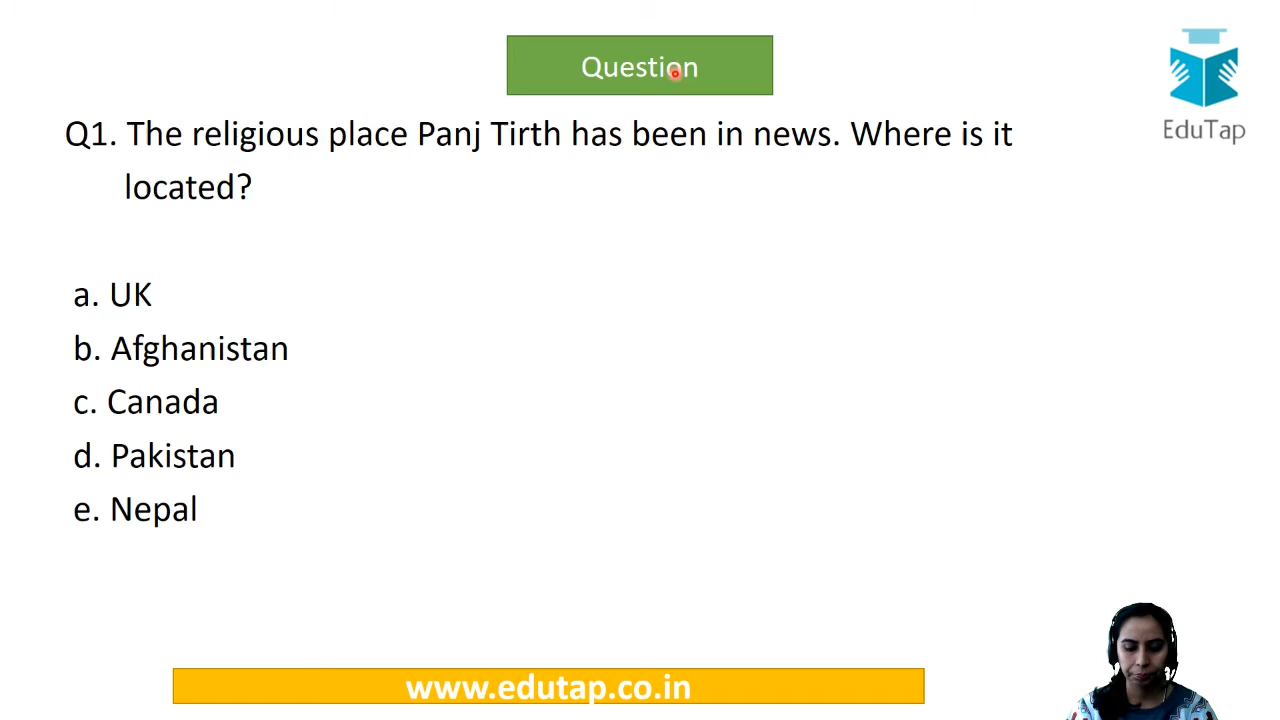 Question
EduTap
Q1. The religious place Panj Tirth has been in news. Where is it
located?
a. UK
b. Afghanistan
c. Canada
d. Pakistan
e. Nepal
www.edutap.co.in